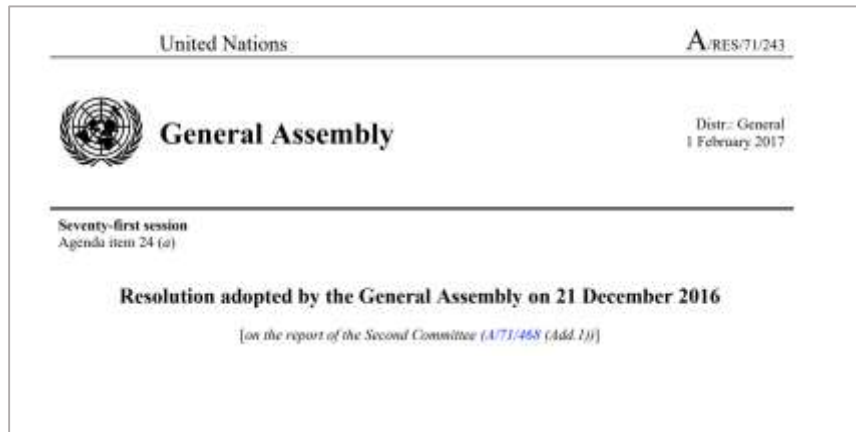 United Nations
A/RES/71/243
General Assembly
Distr.: General
1 February 2017
Seventy-first session
Agenda item 24 (a)
Resolution adopted by the General Assembly on 21 December 2016
[on the report of the Second Committee (A/71/468 (Add.1))]